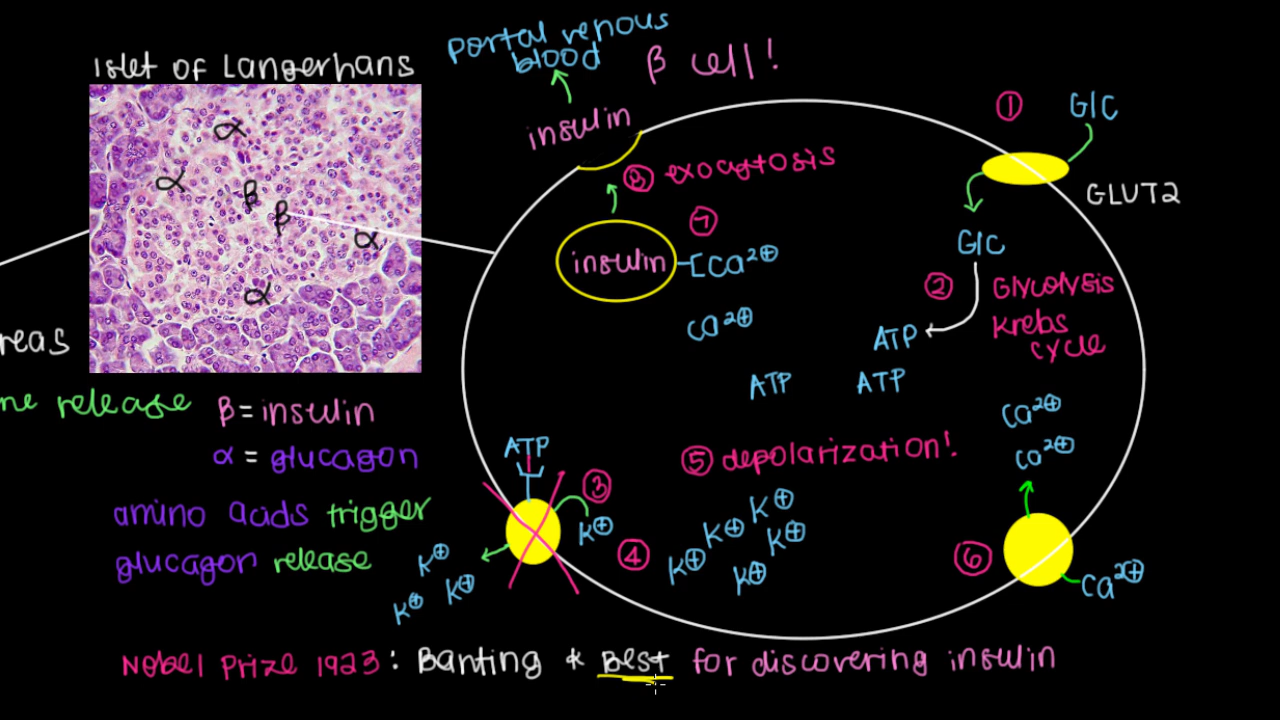 Islet of Langerhans
α
α
β
β
α
α
reas
ne release
β = insulin
α = glucagon
amino acids trigger
glucagon release
portal venous
blood
β cell!
insulin
⑧ exocytosis
⑦
insulin
Ca²⊕
Ca²⊕
① Glc
GLUT2
Glc
② Glycolysis
Krebs
cycle
ATP
ATP ATP
Ca²⊕
Ca²⊕
⑤ depolarization!
ATP
③
K⊕
④
K⊕
K⊕
K⊕
K⊕
K⊕
K⊕
K⊕
K⊕
⑥
Ca²⊕
Nobel Prize 1923: Banting & Best for discovering insulin